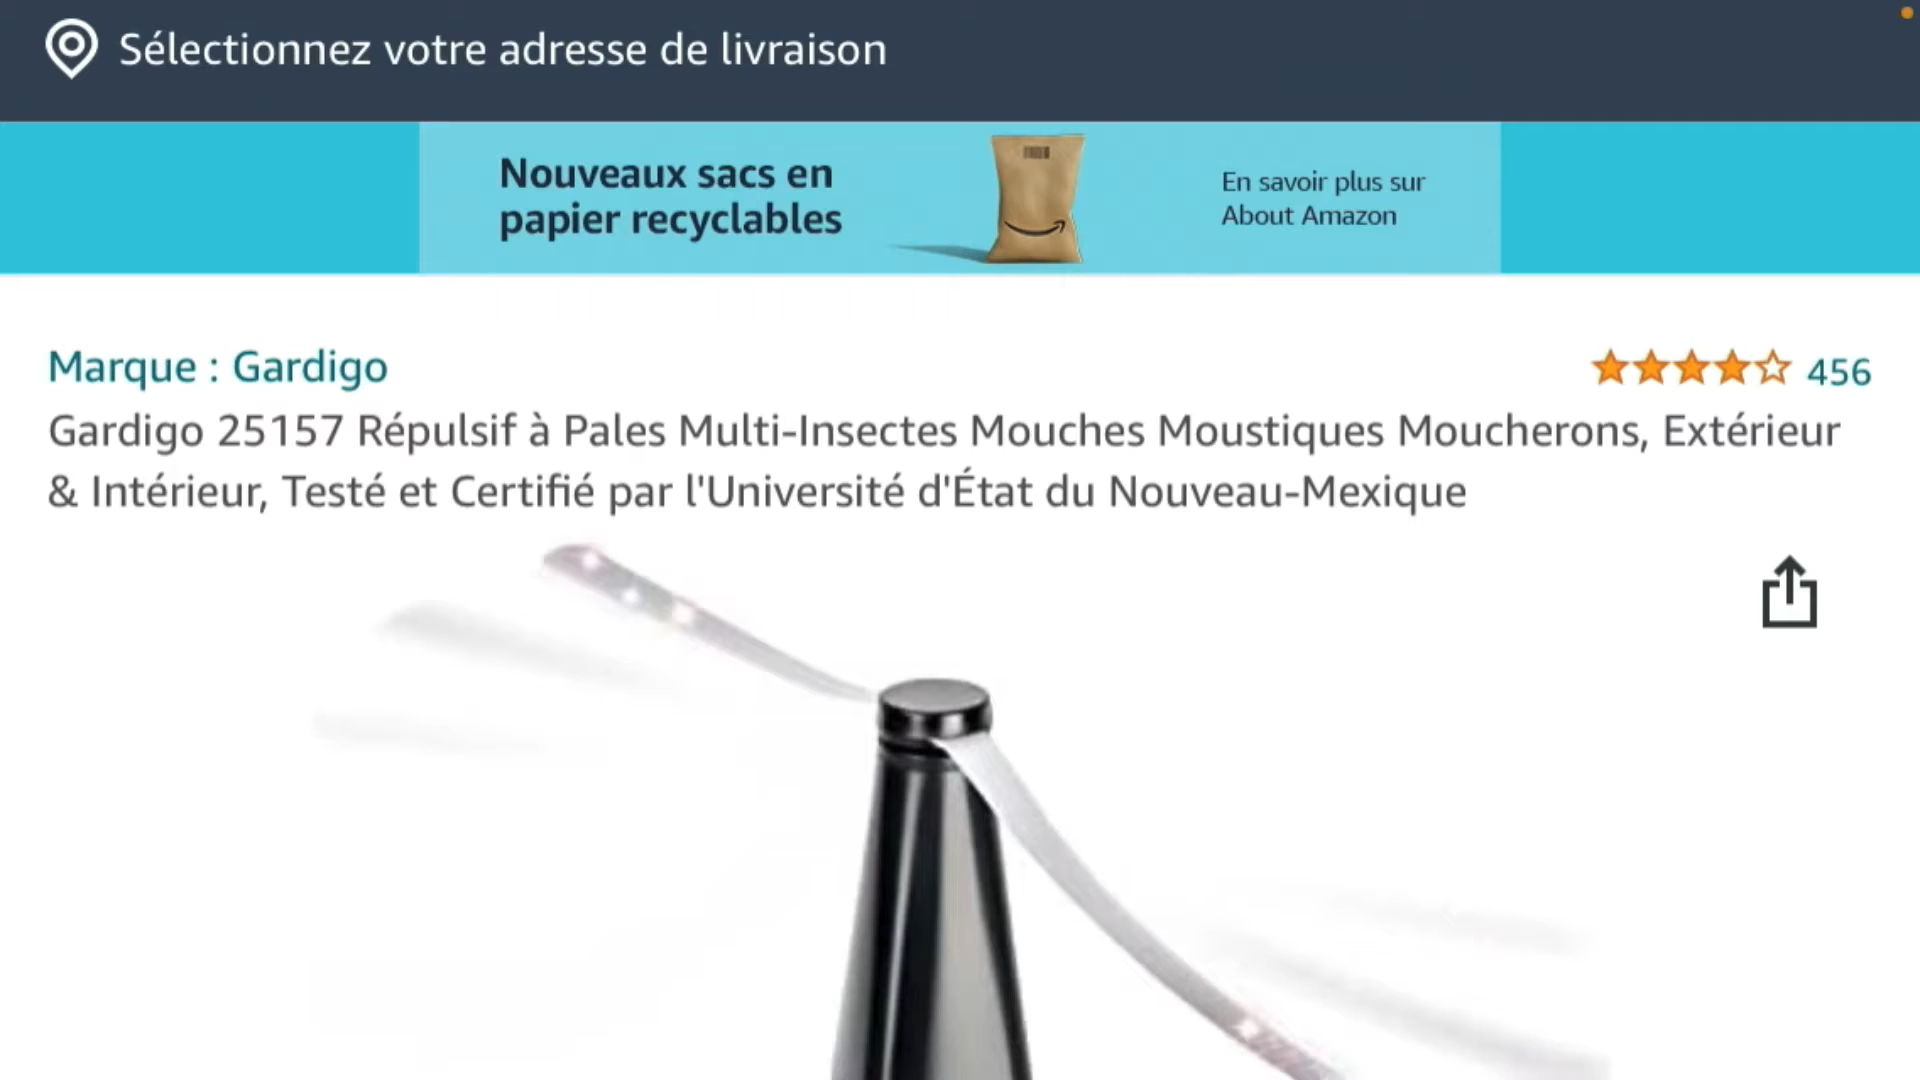 Sélectionnez votre adresse de livraison
Nouveaux sacs en
papier recyclables
En savoir plus sur
About Amazon
Marque : Gardigo
456
Gardigo 25157 Répulsif à Pales Multi-Insectes Mouches Moustiques Moucherons, Extérieur
& Intérieur, Testé et Certifié par l'Université d'État du Nouveau-Mexique